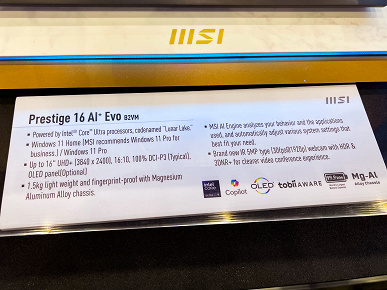 msi
msi
Prestige 16 AI+ Evo B2VM
• Powered by Intel® Core™ Ultra processors, codenamed "Lunar Lake."
• Windows 11 Home (MSI recommends Windows 11 Pro for
business.) / Windows 11 Pro
• Up to 16" UHD+ (3840 x 2400), 16:10, 100% DCI-P3 (Typical),
OLED panel(Optional)
• 1.5kg light weight and fingerprint-proof with Magnesium
Aluminum Alloy chassis.
• MSI AI Engine analyzes your behavior and the applications
used, and automatically adjust various system settings that
best fit your need.
• Brand new IR 5MP type (30fps@1920p) webcam with HDR &
3DNR+ for clearer video conference experience.
intel
CORE
Copilot
OLED
tobii AWARE
99.9Whr
Mg-Al
Alloy Chassis